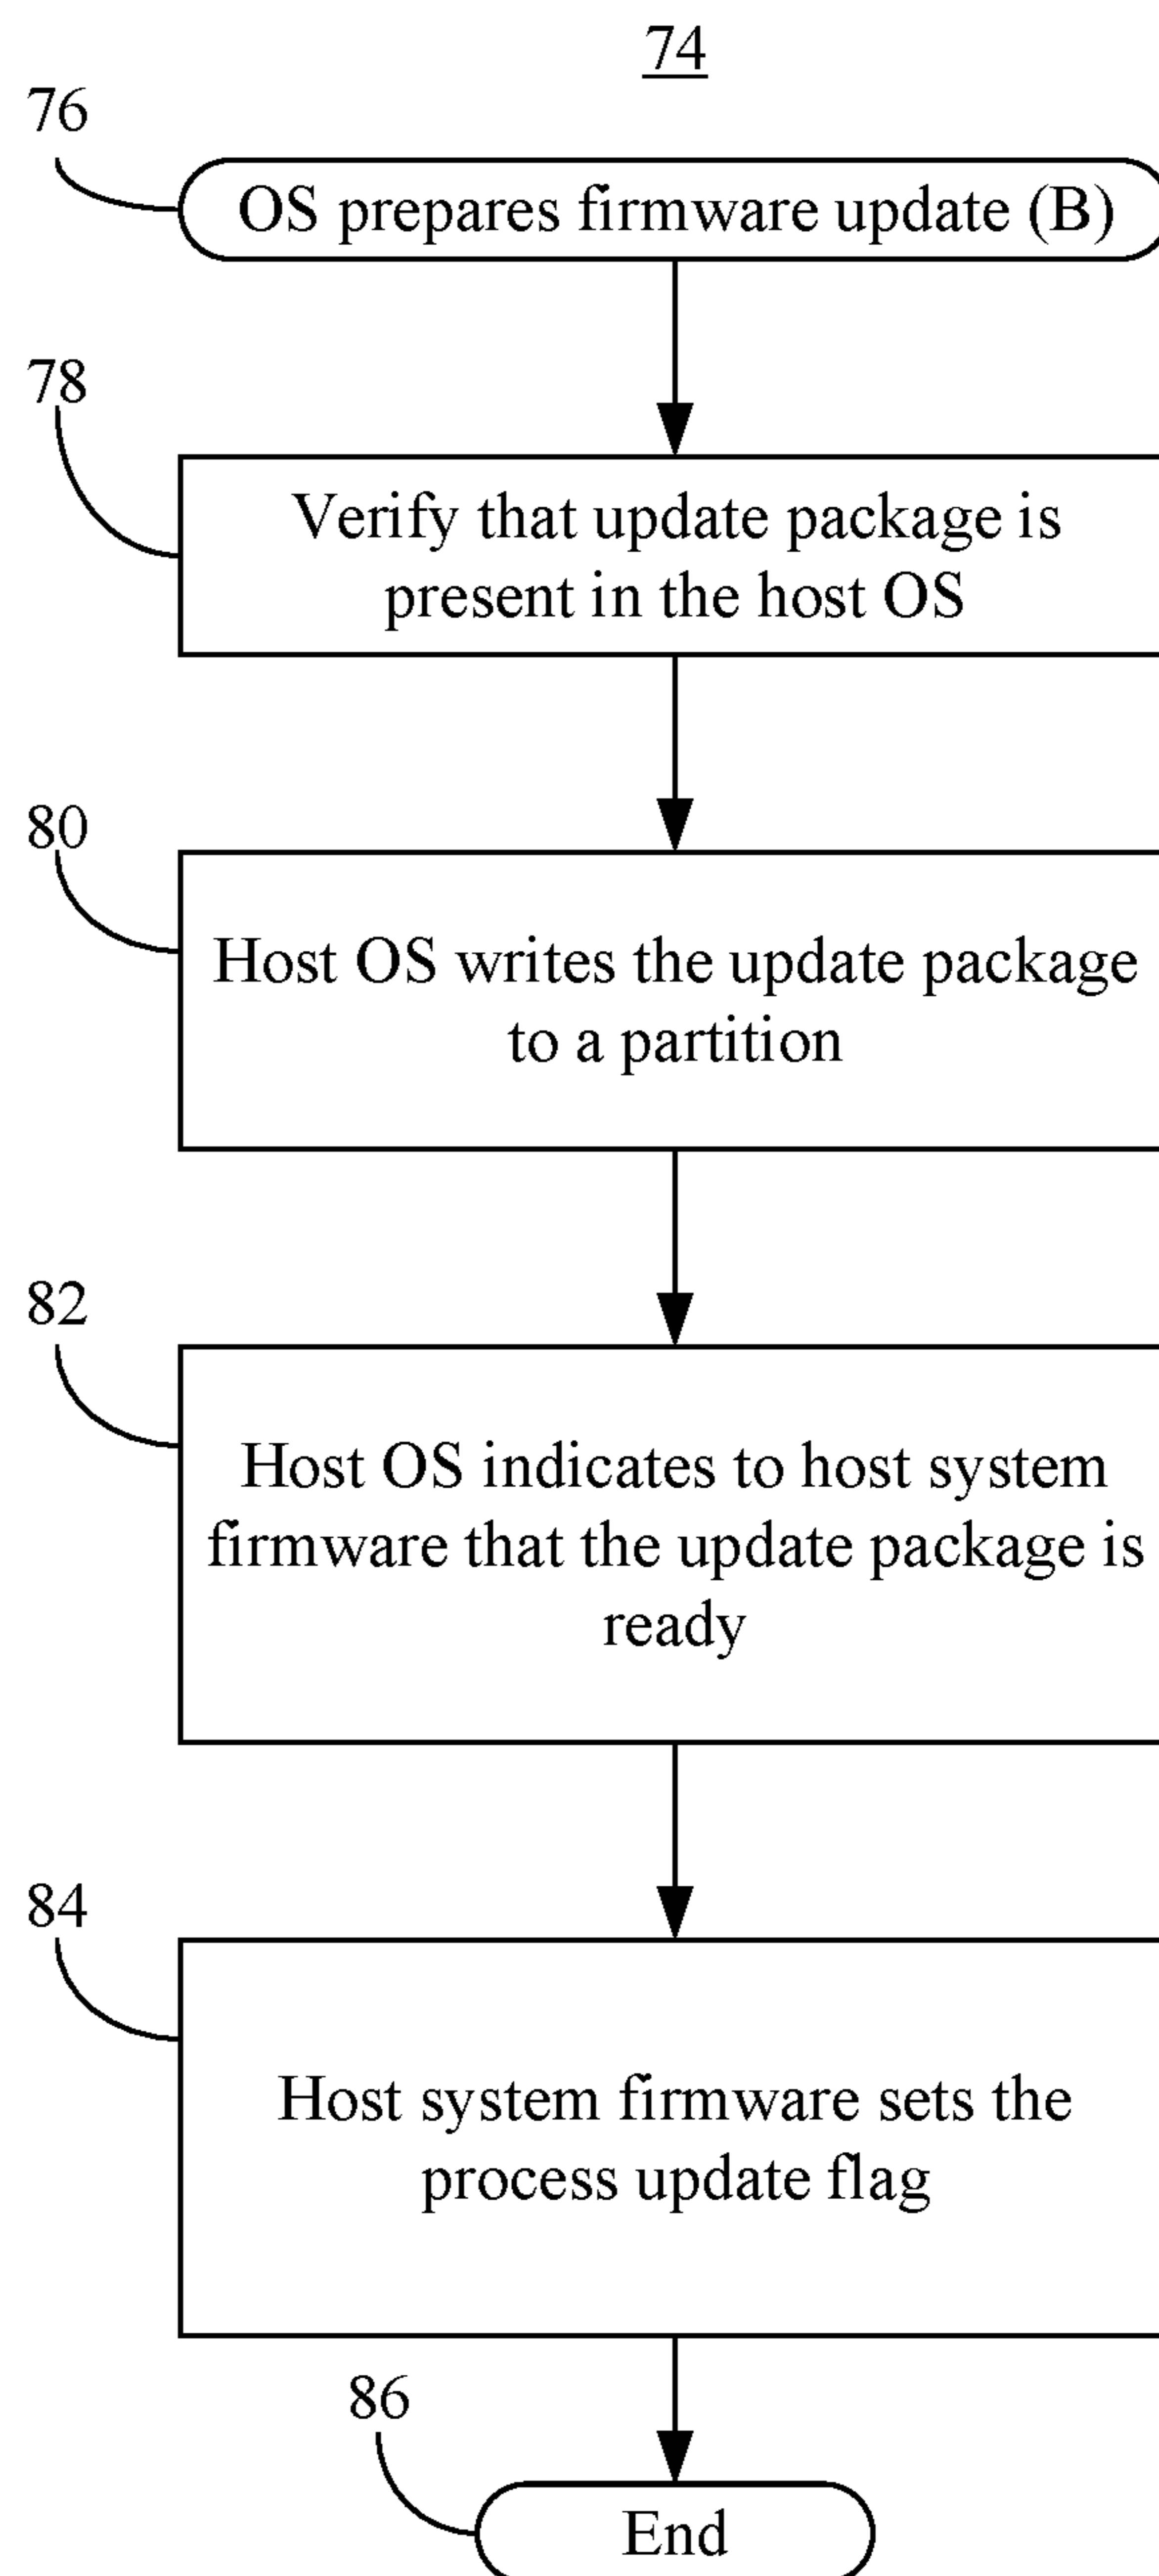 74
76
OS prepares firmware update (B)
78
Verify that update package is
present in the host OS
80
Host OS writes the update package
to a partition
82
Host OS indicates to host system
firmware that the update package is
ready
84
Host system firmware sets the
process update flag
86
End